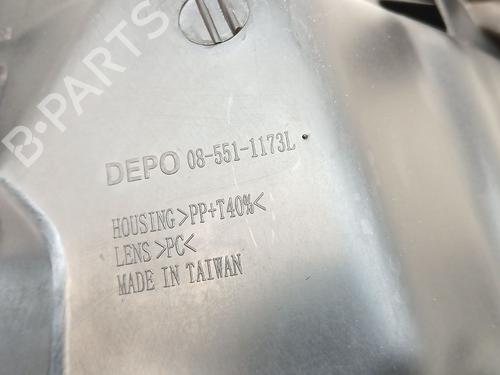 B-PARTS
DEPO 08-551-1173L
HOUSING>PP+T40%<
LENS>PC<
MADE IN TAIWAN